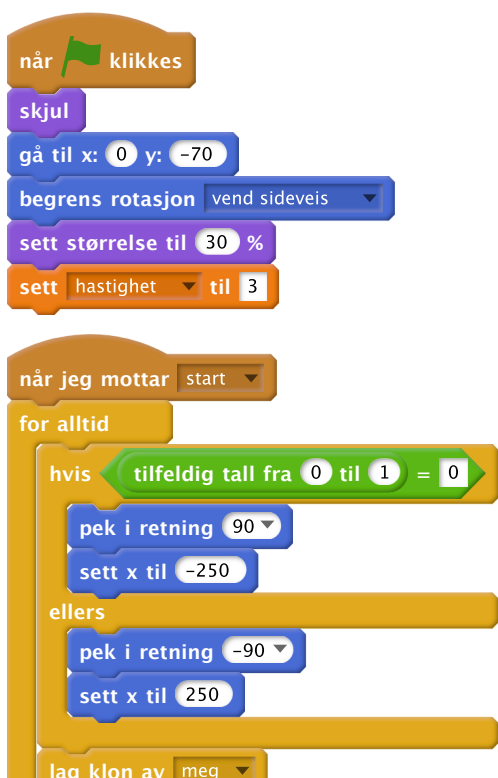 når klikkes
skjul
gå til x: 0 y: -70
begrens rotasjon vend sideveis
sett størrelse til 30 %
sett hastighet til 3
når jeg mottar start
for alltid
hvis tilfeldig tall fra 0 til 1 = 0
pek i retning 90
sett x til -250
ellers
pek i retning -90
sett x til 250
lag klon av meg